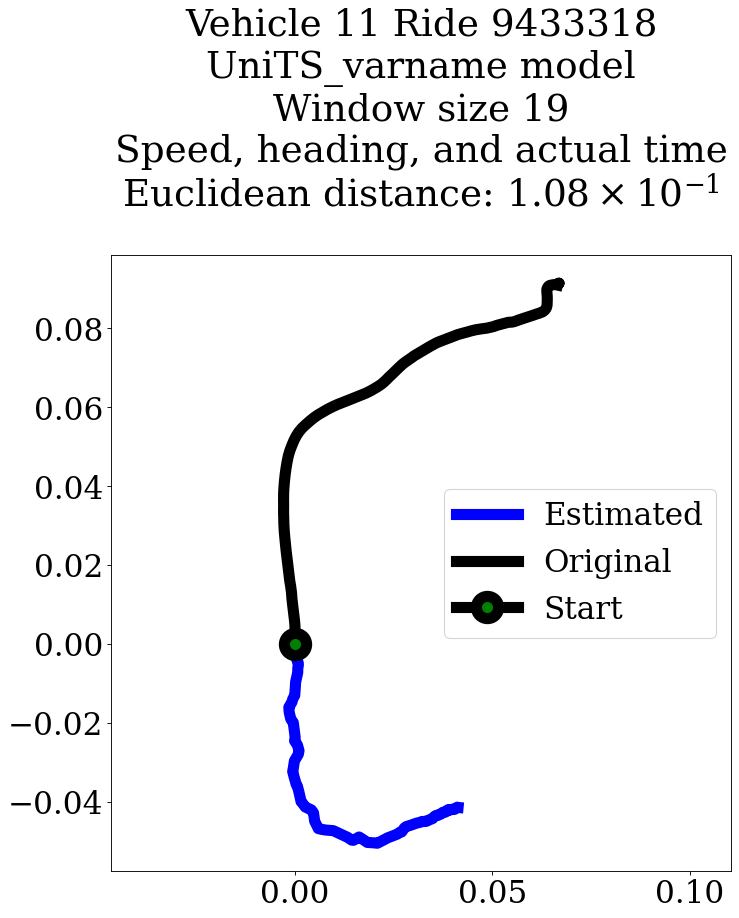 Vehicle 11 Ride 9433318
UniTS_varname model
Window size 19
Speed, heading, and actual time
Euclidean distance: 1.08 × 10⁻¹
0.08
0.06
0.04
0.02
0.00
−0.02
−0.04
Estimated
Original
Start
0.00
0.05
0.10